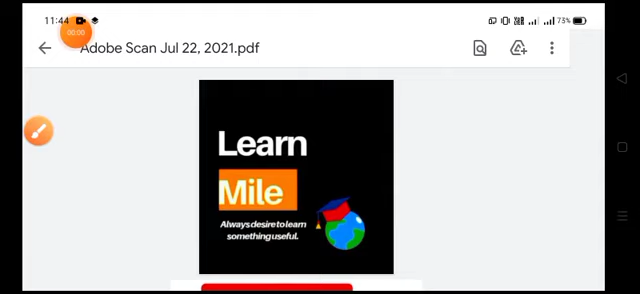 11:44
73%
00:00
Adobe Scan Jul 22, 2021.pdf
Learn
Mile
Always desire to learn
something useful.